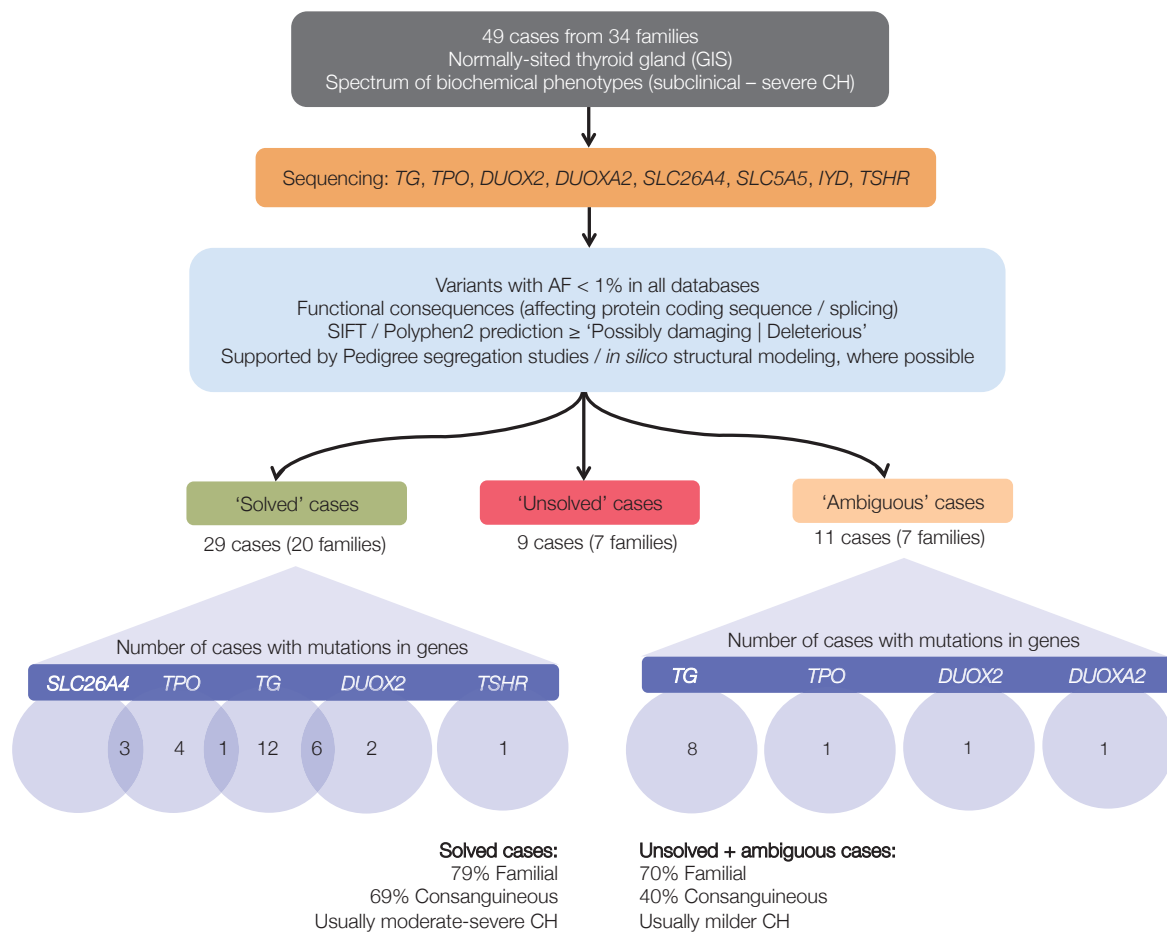 49 cases from 34 families
Normally-sited thyroid gland (GIS)
Spectrum of biochemical phenotypes (subclinical – severe CH)
Sequencing: TG, TPO, DUOX2, DUOXA2, SLC26A4, SLC5A5, IYD, TSHR
Variants with AF < 1% in all databases
Functional consequences (affecting protein coding sequence / splicing)
SIFT / Polyphen2 prediction ≥ ‘Possibly damaging | Deleterious’
Supported by Pedigree segregation studies / in silico structural modeling, where possible
‘Solved’ cases
29 cases (20 families)
‘Unsolved’ cases
9 cases (7 families)
‘Ambiguous’ cases
11 cases (7 families)
Number of cases with mutations in genes
SLC26A4 TPO TG DUOX2 TSHR
3 4 1 12 6 2 1
Number of cases with mutations in genes
TG TPO DUOX2 DUOXA2
8 1 1 1
Solved cases:
79% Familial
69% Consanguineous
Usually moderate-severe CH
Unsolved + ambiguous cases:
70% Familial
40% Consanguineous
Usually milder CH